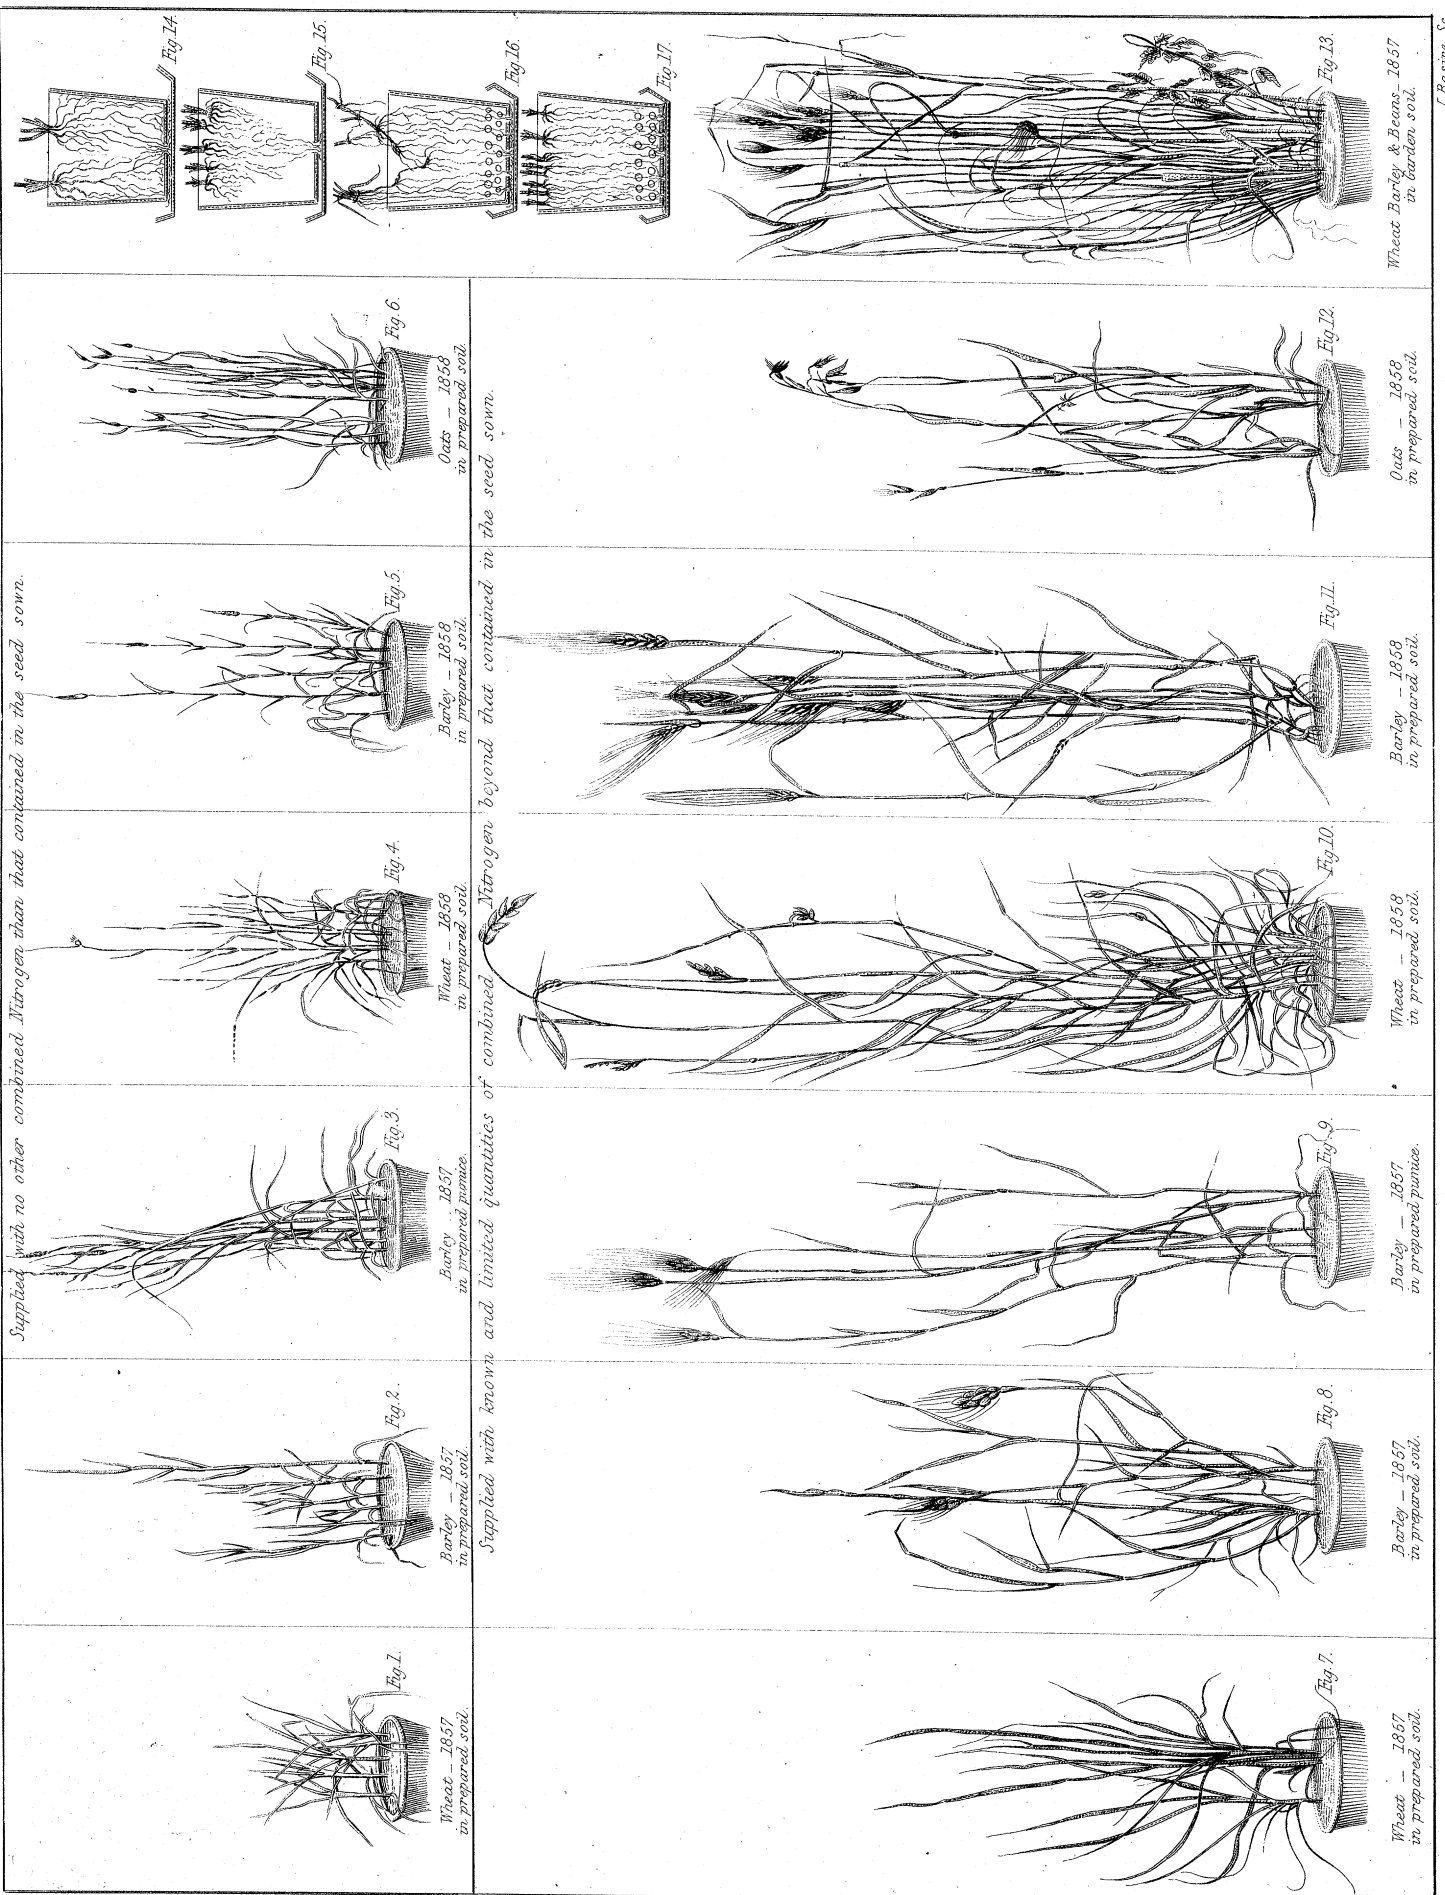 Supplied with no other combined Nitrogen than that contained in the seed sown.
Fig. 1.
Wheat _ 1857
in prepared soil.
Fig. 2.
Barley _ 1857
in prepared soil.
Fig. 3.
Barley _ 1857
in prepared pumice.
Fig. 4.
Wheat _ 1858
in prepared soil.
Fig. 5.
Barley _ 1858
in prepared soil.
Fig. 6.
Oats _ 1858
in prepared soil.
Fig. 14.
Fig. 15.
Fig. 16.
Fig. 17.
Supplied with known and limited quantities of combined Nitrogen beyond that contained in the seed sown.
Fig. 7.
Wheat _ 1857
in prepared soil.
Fig. 8.
Barley _ 1857
in prepared soil.
Fig. 9.
Barley _ 1857
in prepared pumice.
Fig. 10.
Wheat _ 1858
in prepared soil.
Fig. 11.
Barley _ 1858
in prepared soil.
Fig. 12.
Oats _ 1858
in prepared soil.
Fig. 13.
Wheat Barley & Beans _ 1857
in Garden soil.